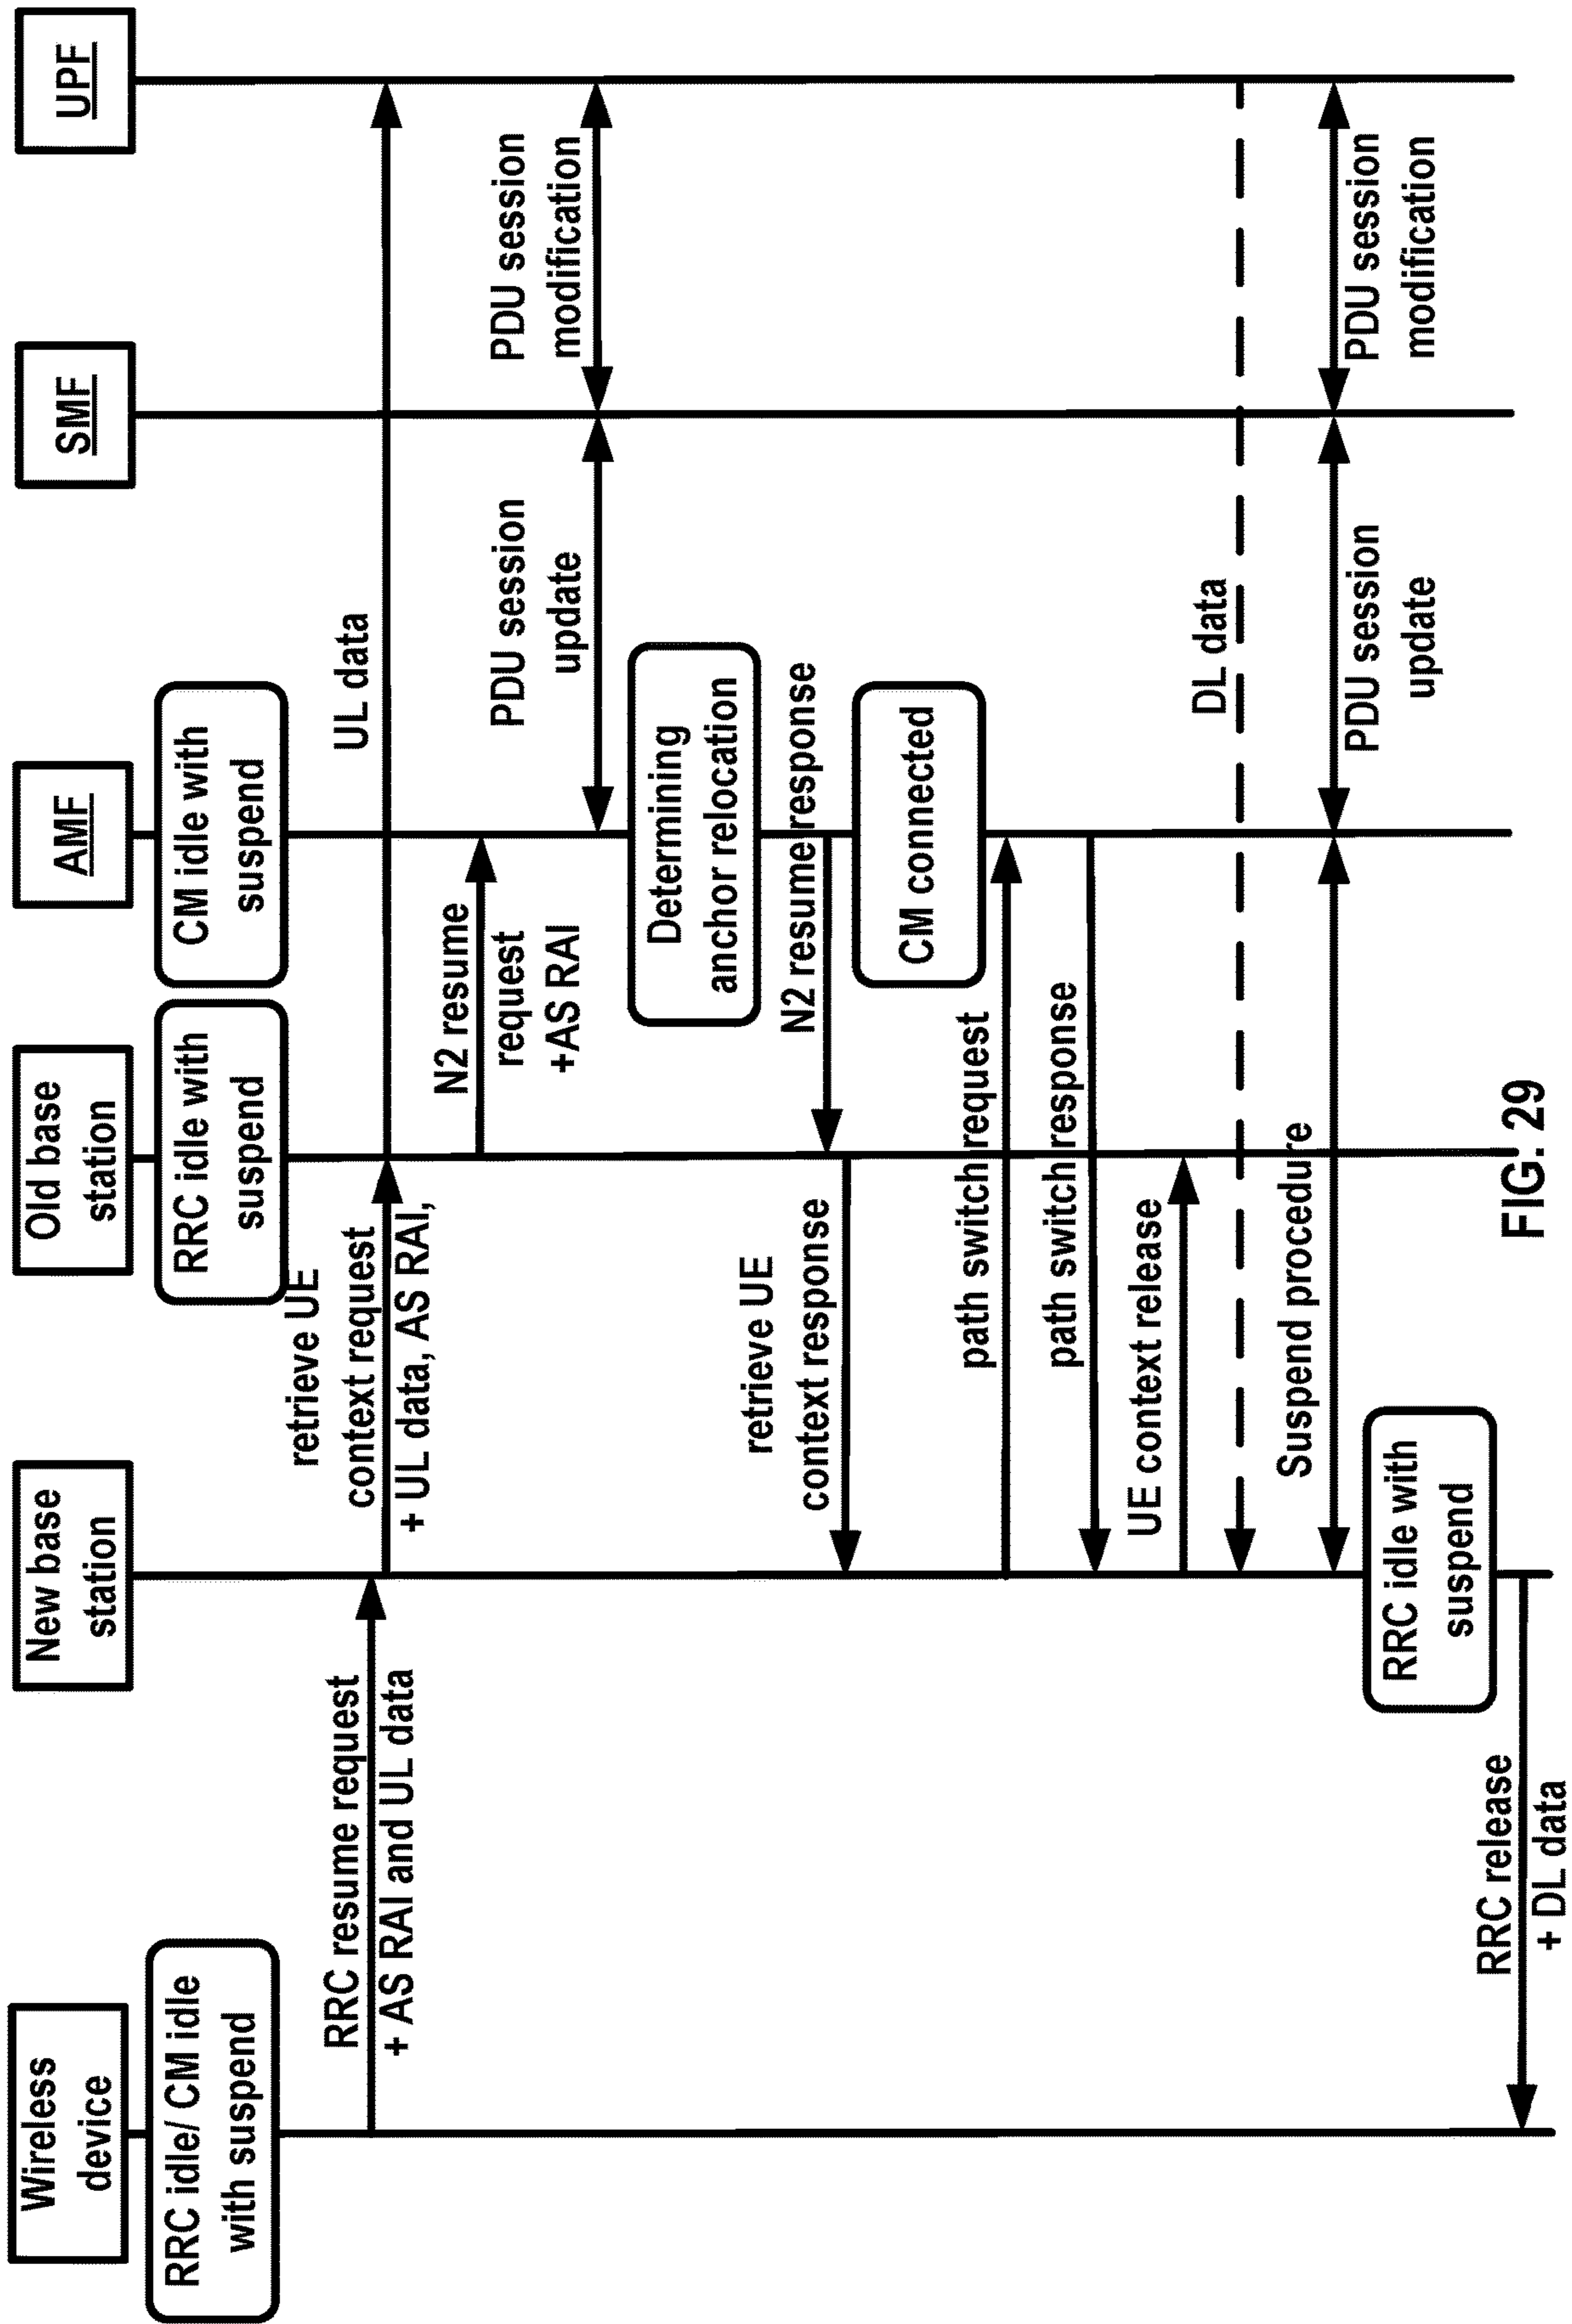 Wireless
device
New base
station
Old base
station
AMF
SMF
UPF
RRC idle/ CM idle
with suspend
RRC idle with
suspend
CM idle with
suspend
RRC resume request
+ AS RAI and UL data
retrieve UE
context request
+ UL data, AS RAI,
UL data
N2 resume
request
+AS RAI
PDU session
update
PDU session
modification
Determining
anchor relocation
N2 resume response
retrieve UE
context response
CM connected
path switch request
path switch response
UE context release
DL data
Suspend procedure
PDU session
update
PDU session
modification
RRC idle with
suspend
RRC release
+ DL data
FIG. 29